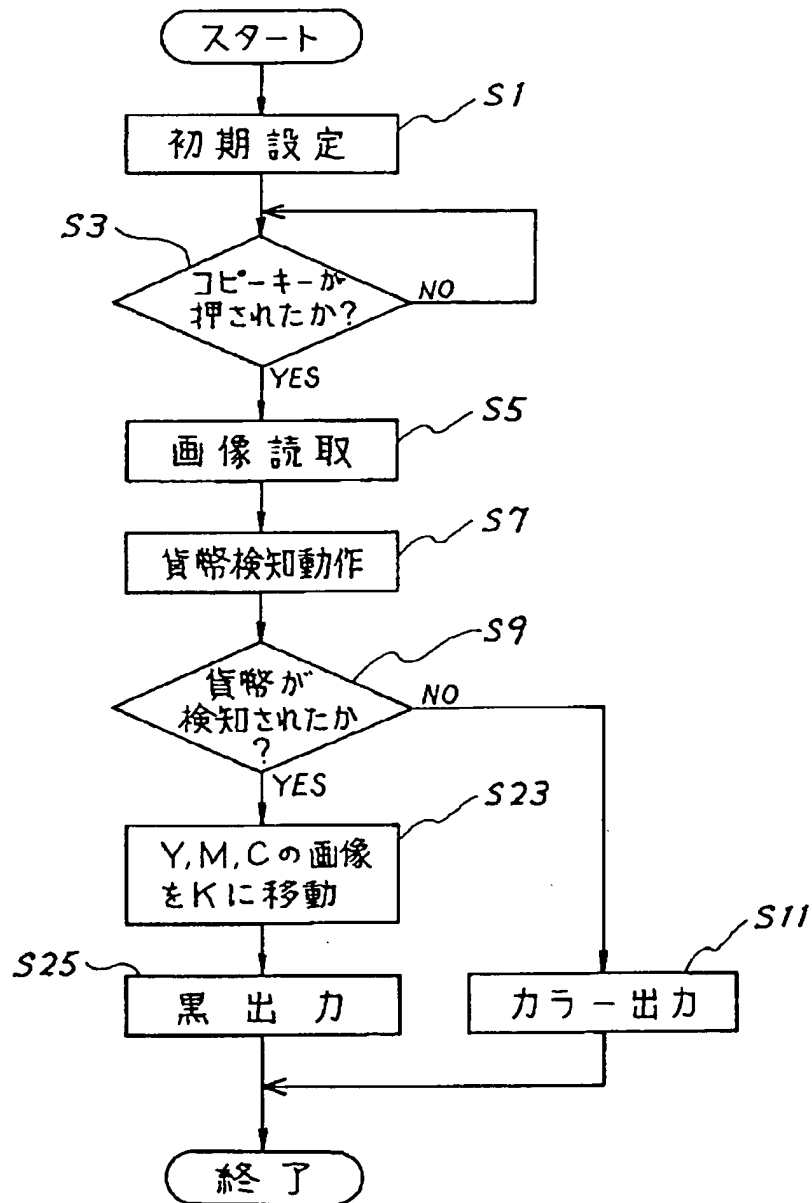 スタート
S1
初期設定
S3
コピーキーが
押されたか?
NO
YES
S5
画像読取
S7
貨幣検知動作
S9
貨幣が
検知されたか
?
NO
YES
S23
Y,M,Cの画像
をKに移動
S25
黒出力
S11
カラー出力
終了